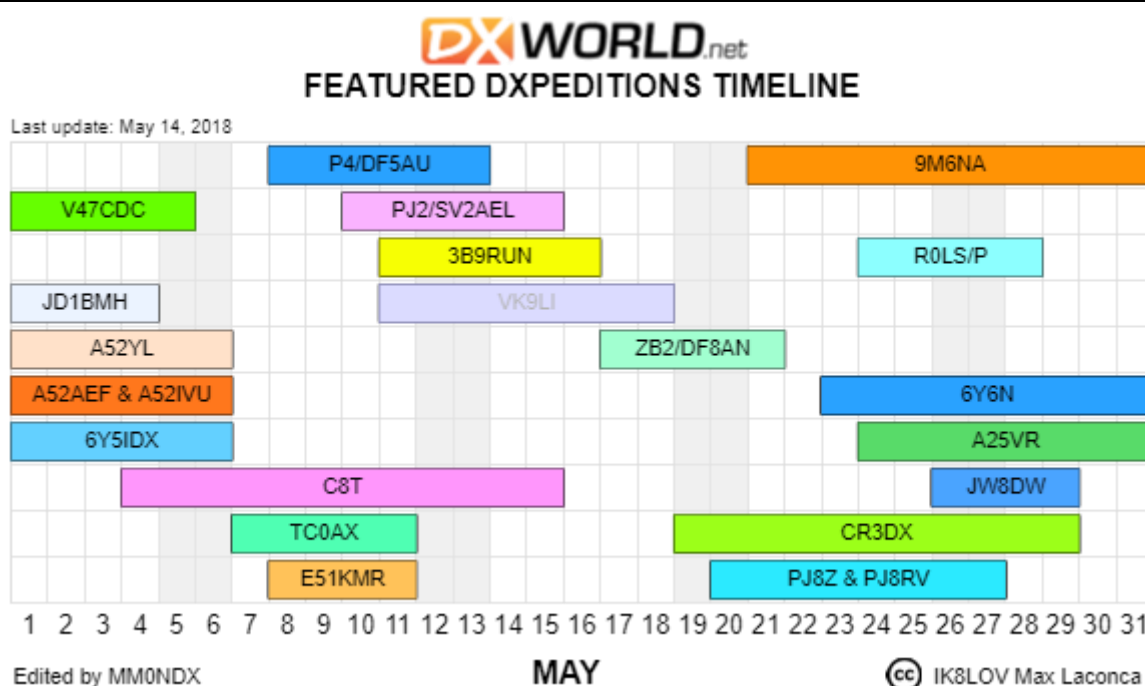 DX WORLD.net
FEATURED DXPEDITIONS TIMELINE
Last update: May 14, 2018
P4/DF5AU 9M6NA
V47CDC PJ2/SV2AEL
3B9RUN R0LS/P
JD1BMH VK9LI
A52YL ZB2/DF8AN
A52AEF & A52IVU 6Y6N
6Y5IDX A25VR
C8T JW8DW
TC0AX CR3DX
E51KMR PJ8Z & PJ8RV
1 2 3 4 5 6 7 8 9 10 11 12 13 14 15 16 17 18 19 20 21 22 23 24 25 26 27 28 29 30 31
Edited by MM0NDX MAY cc IK8LOV Max Laconca